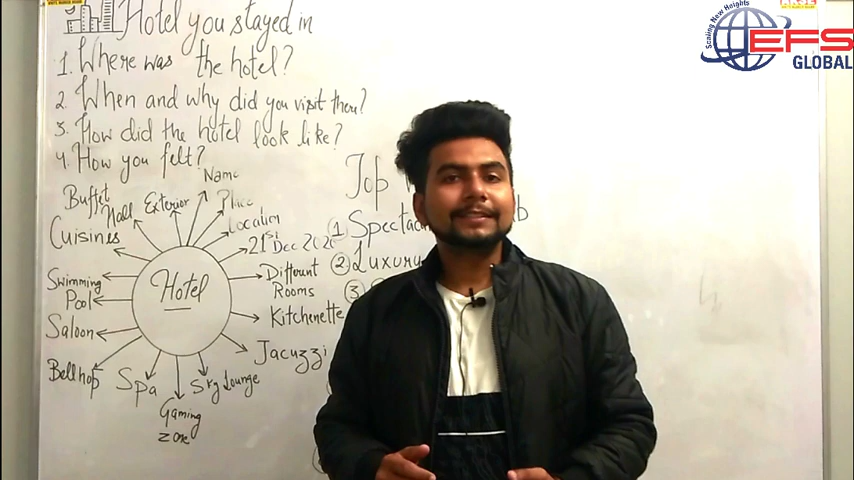 Hotel you stayed in
1. Where was the hotel?
2. When and why did you visit there?
3. How did the hotel look like?
4. How you felt?
Name
Place
Location
21st Dec 202
Different
Rooms
Kitchenette
Jacuzzi
Sky Lounge
Gaming
zone
Spa
Bellhop
Saloon
Swimming
Pool
Cuisines
Buffet
Hall
Exterior
Hotel
Top
1 Spectac
2 Luxury
3
Scaling New Heights
EFS
GLOBAL